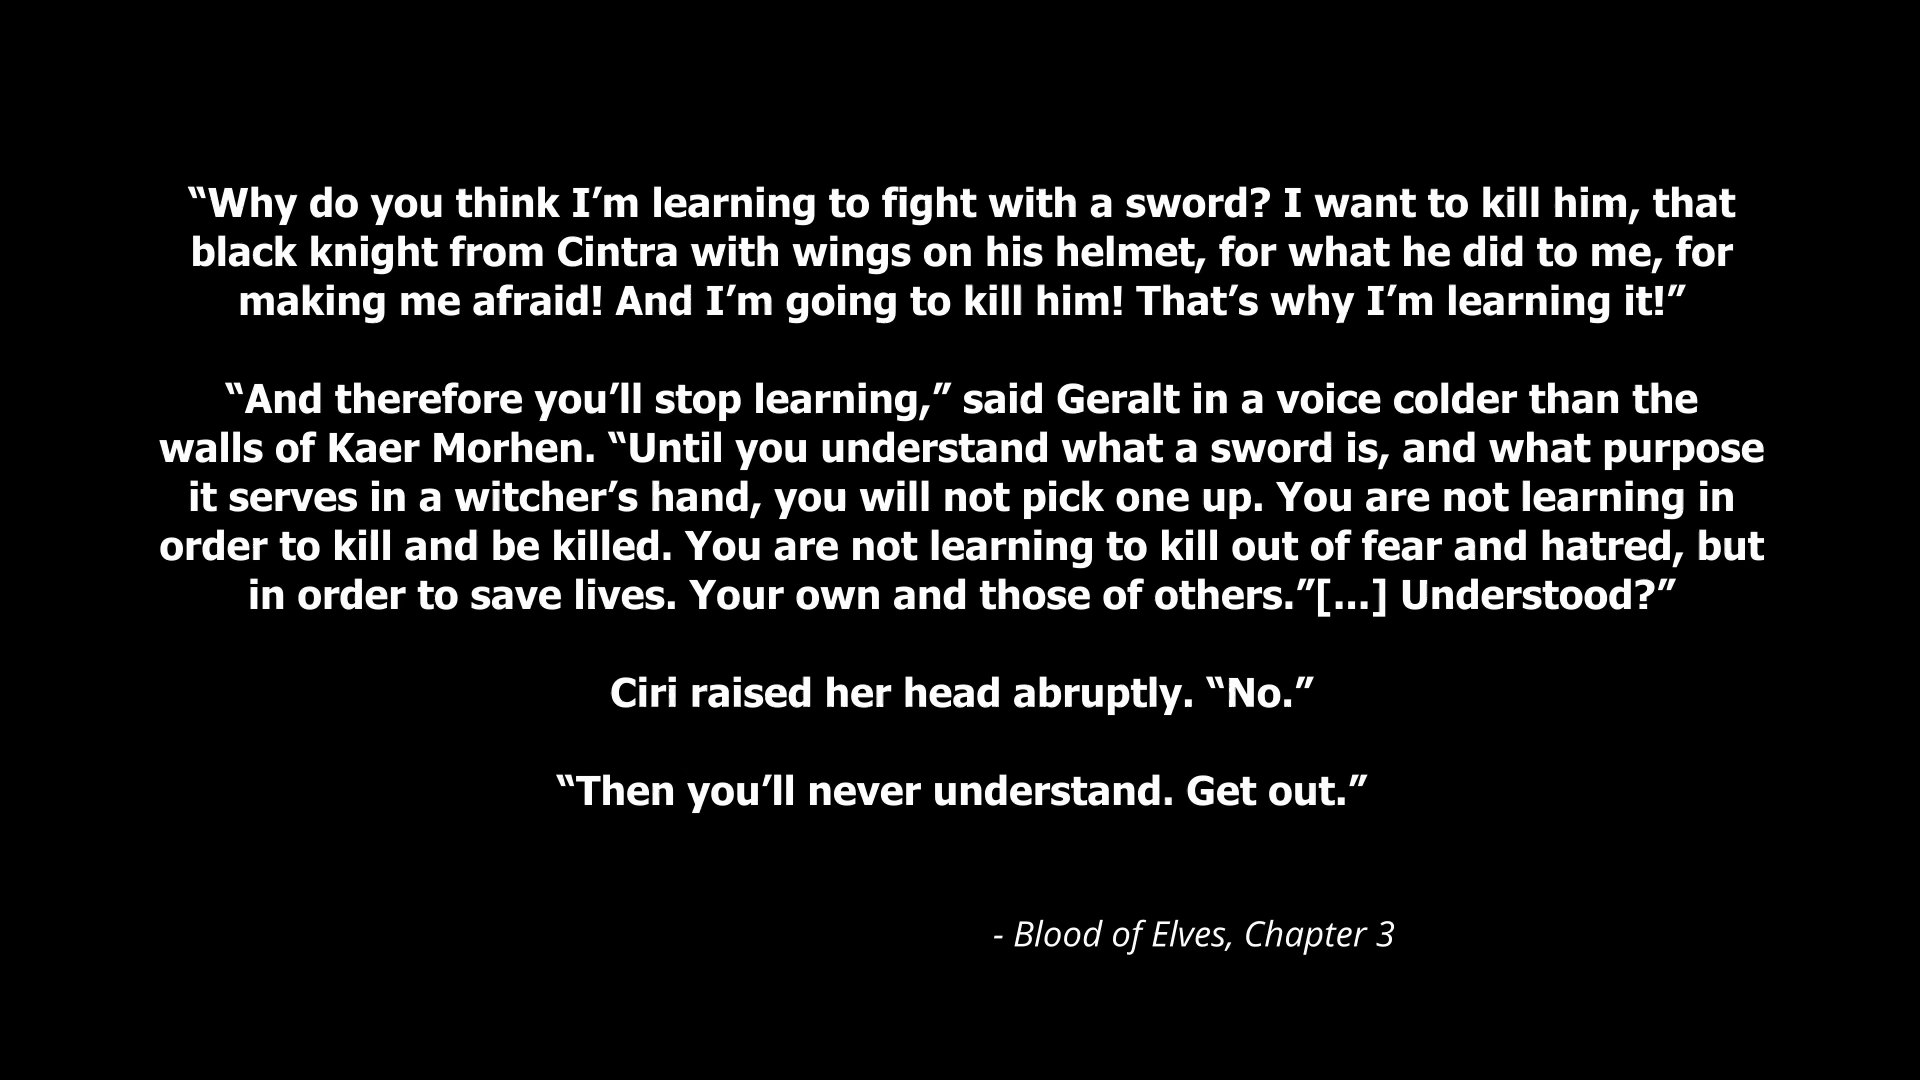 “Why do you think I’m learning to fight with a sword? I want to kill him, that
black knight from Cintra with wings on his helmet, for what he did to me, for
making me afraid! And I’m going to kill him! That’s why I’m learning it!”
“And therefore you’ll stop learning,” said Geralt in a voice colder than the
walls of Kaer Morhen. “Until you understand what a sword is, and what purpose
it serves in a witcher’s hand, you will not pick one up. You are not learning in
order to kill and be killed. You are not learning to kill out of fear and hatred, but
in order to save lives. Your own and those of others.”[...] Understood?”
Ciri raised her head abruptly. “No.”
“Then you’ll never understand. Get out.”
- Blood of Elves, Chapter 3